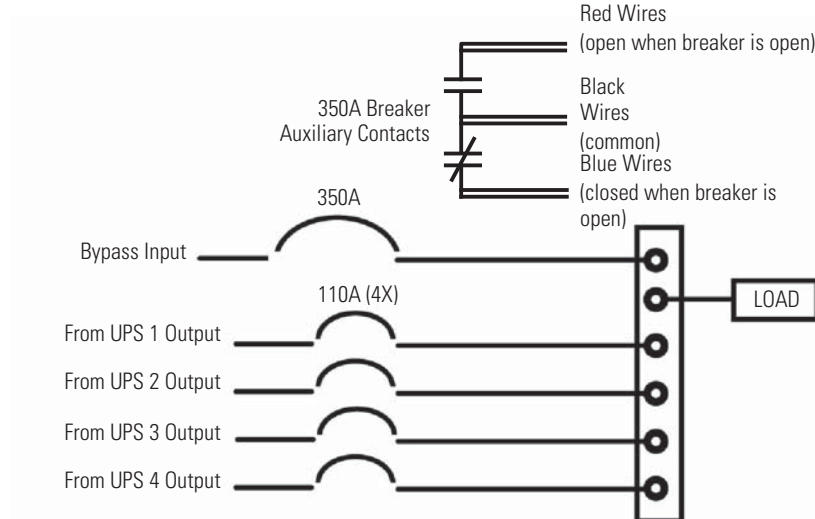 Red Wires
(open when breaker is open)
Black
Wires
(common)
350A Breaker
Auxiliary Contacts
Blue Wires
(closed when breaker is
open)
350A
Bypass Input
110A (4X)
LOAD
From UPS 1 Output
From UPS 2 Output
From UPS 3 Output
From UPS 4 Output